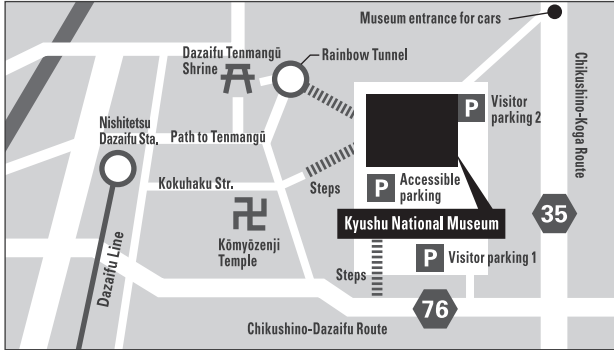 Museum entrance for cars
Dazaifu Tenmangū
Shrine
Rainbow Tunnel
Chikushino-Koga Route
P
Visitor
parking 2
Nishitetsu
Dazaifu Sta.
Path to Tenmangū
Kokuhaku Str.
Steps
P
Accessible
parking
35
Kyushu National Museum
Kōmyōzenji
Temple
P
Visitor parking 1
Dazaifu Line
Steps
76
Chikushino-Dazaifu Route